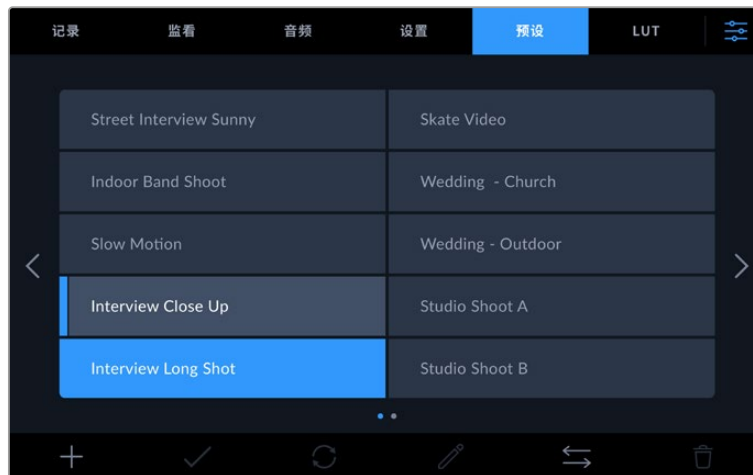 记录 监看 音频 设置 预设 LUT
Street Interview Sunny Skate Video
Indoor Band Shoot Wedding - Church
Slow Motion Wedding - Outdoor
Interview Close Up Studio Shoot A
Interview Long Shot Studio Shoot B